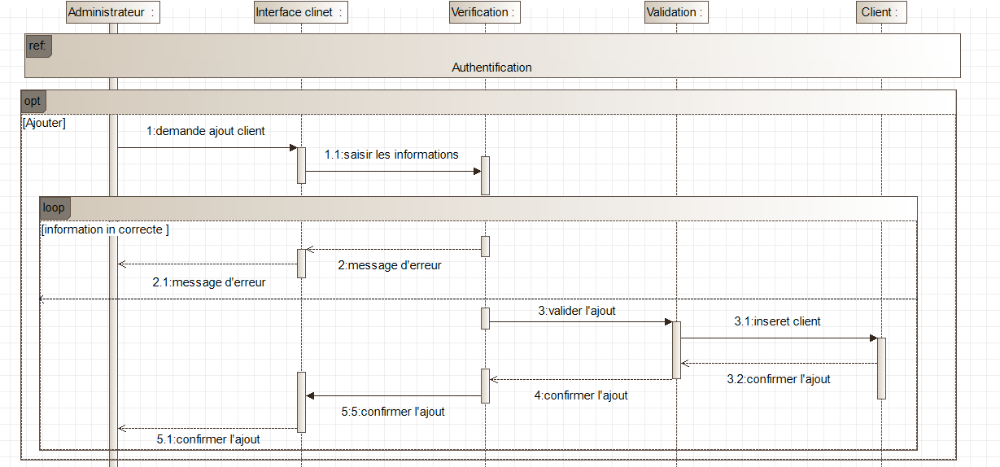 Administrateur :
Interface clinet :
Verification :
Validation :
Client :
ref:
Authentification
opt
[Ajouter]
1:demande ajout client
1.1:saisir les informations
loop
[information in correcte ]
2:message d'erreur
2.1:message d'erreur
3:valider l'ajout
3.1:inseret client
3.2:confirmer l'ajout
4:confirmer l'ajout
5:5:confirmer l'ajout
5.1:confirmer l'ajout